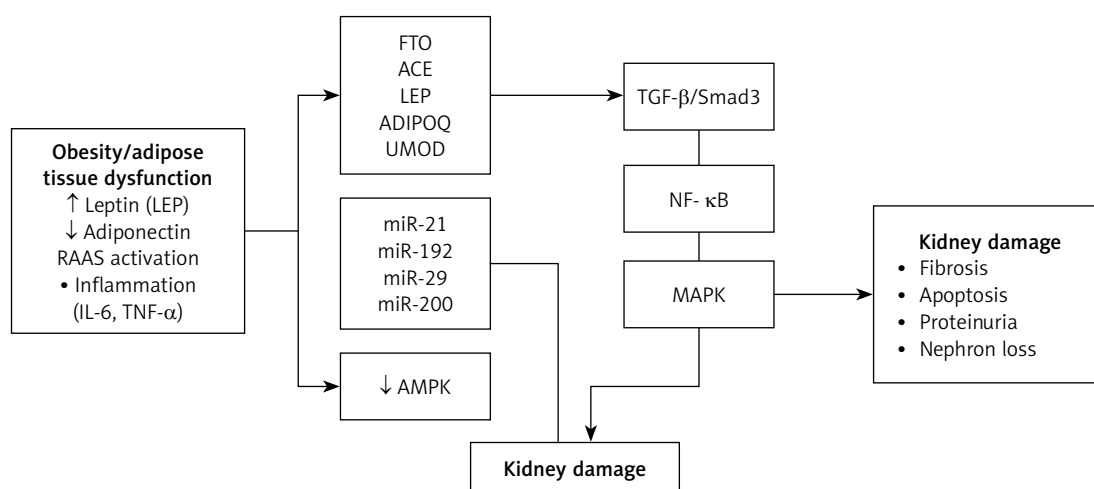 Obesity/adipose
tissue dysfunction
↑ Leptin (LEP)
↓ Adiponectin
RAAS activation
• Inflammation
(IL-6, TNF-α)
FTO
ACE
LEP
ADIPOQ
UMOD
miR-21
miR-192
miR-29
miR-200
↓ AMPK
TGF-β/Smad3
NF- κB
MAPK
Kidney damage
Kidney damage
• Fibrosis
• Apoptosis
• Proteinuria
• Nephron loss